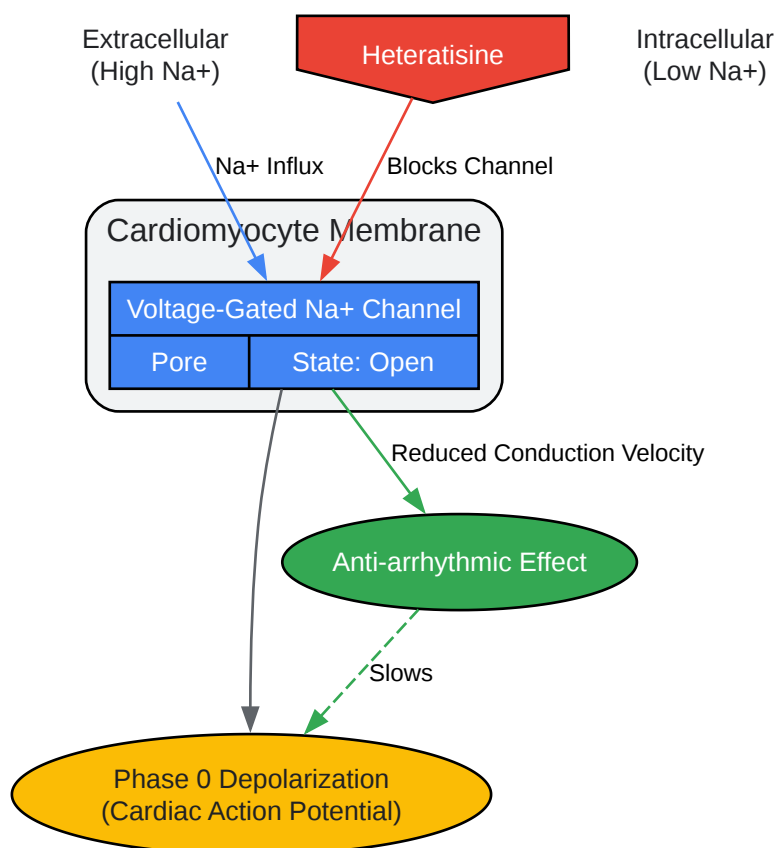 Extracellular
(High Na+)
Heteratisine
Intracellular
(Low Na+)
Na+ Influx
Blocks Channel
Cardiomyocyte Membrane
Voltage-Gated Na+ Channel
Pore
State: Open
Reduced Conduction Velocity
Anti-arrhythmic Effect
Slows
Phase 0 Depolarization
(Cardiac Action Potential)